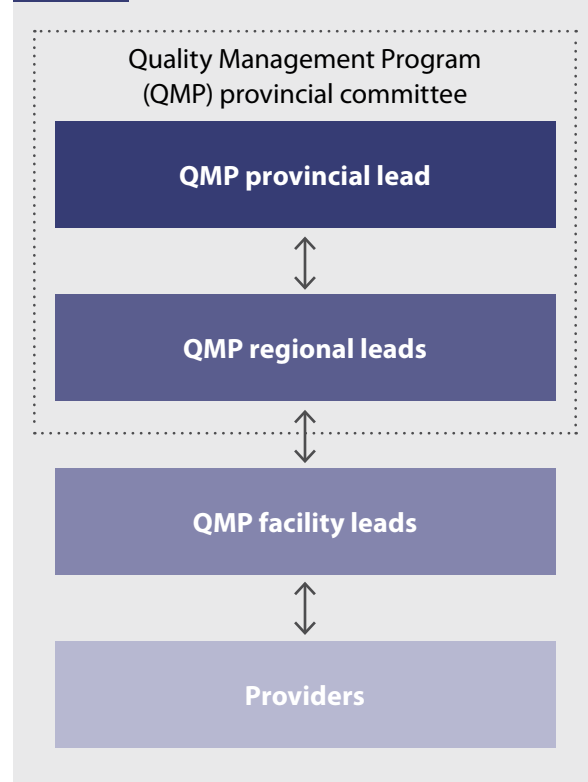 Quality Management Program
(QMP) provincial committee
QMP provincial lead
QMP regional leads
QMP facility leads
Providers